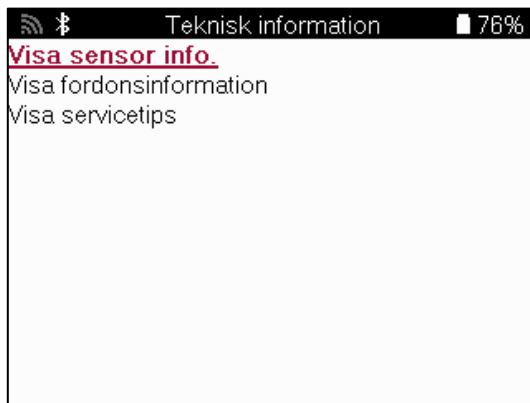 Teknisk information 76%
Visa sensor info.
Visa fordonsinformation
Visa servicetips